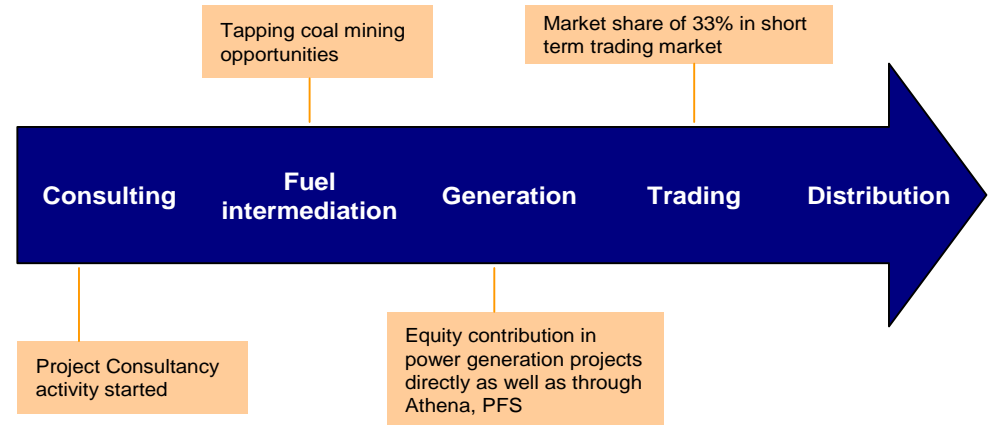 Tapping coal mining
opportunities
Market share of 33% in short
term trading market
Consulting
Fuel
intermediation
Generation
Trading
Distribution
Project Consultancy
activity started
Equity contribution in
power generation projects
directly as well as through
Athena, PFS